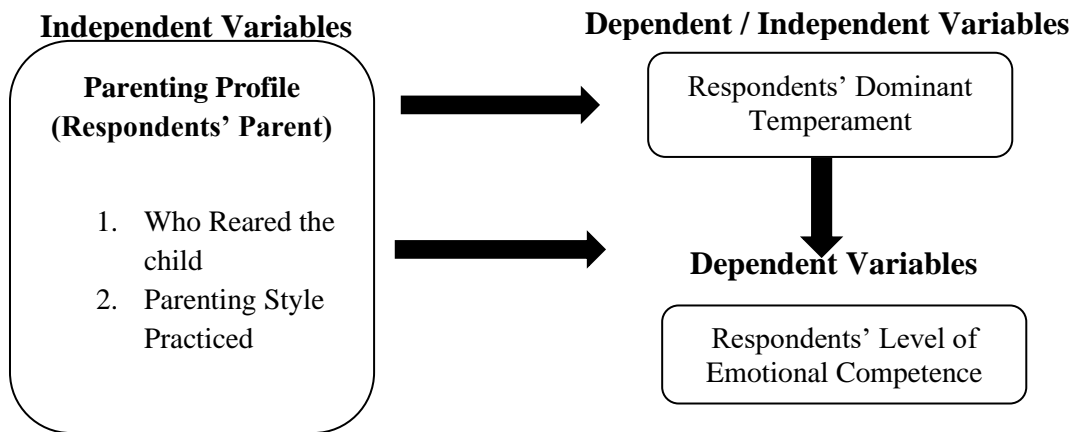 Independent Variables
Parenting Profile
(Respondents’ Parent)
1. Who Reared the
child
2. Parenting Style
Practiced
Dependent / Independent Variables
Respondents’ Dominant
Temperament
Dependent Variables
Respondents’ Level of
Emotional Competence